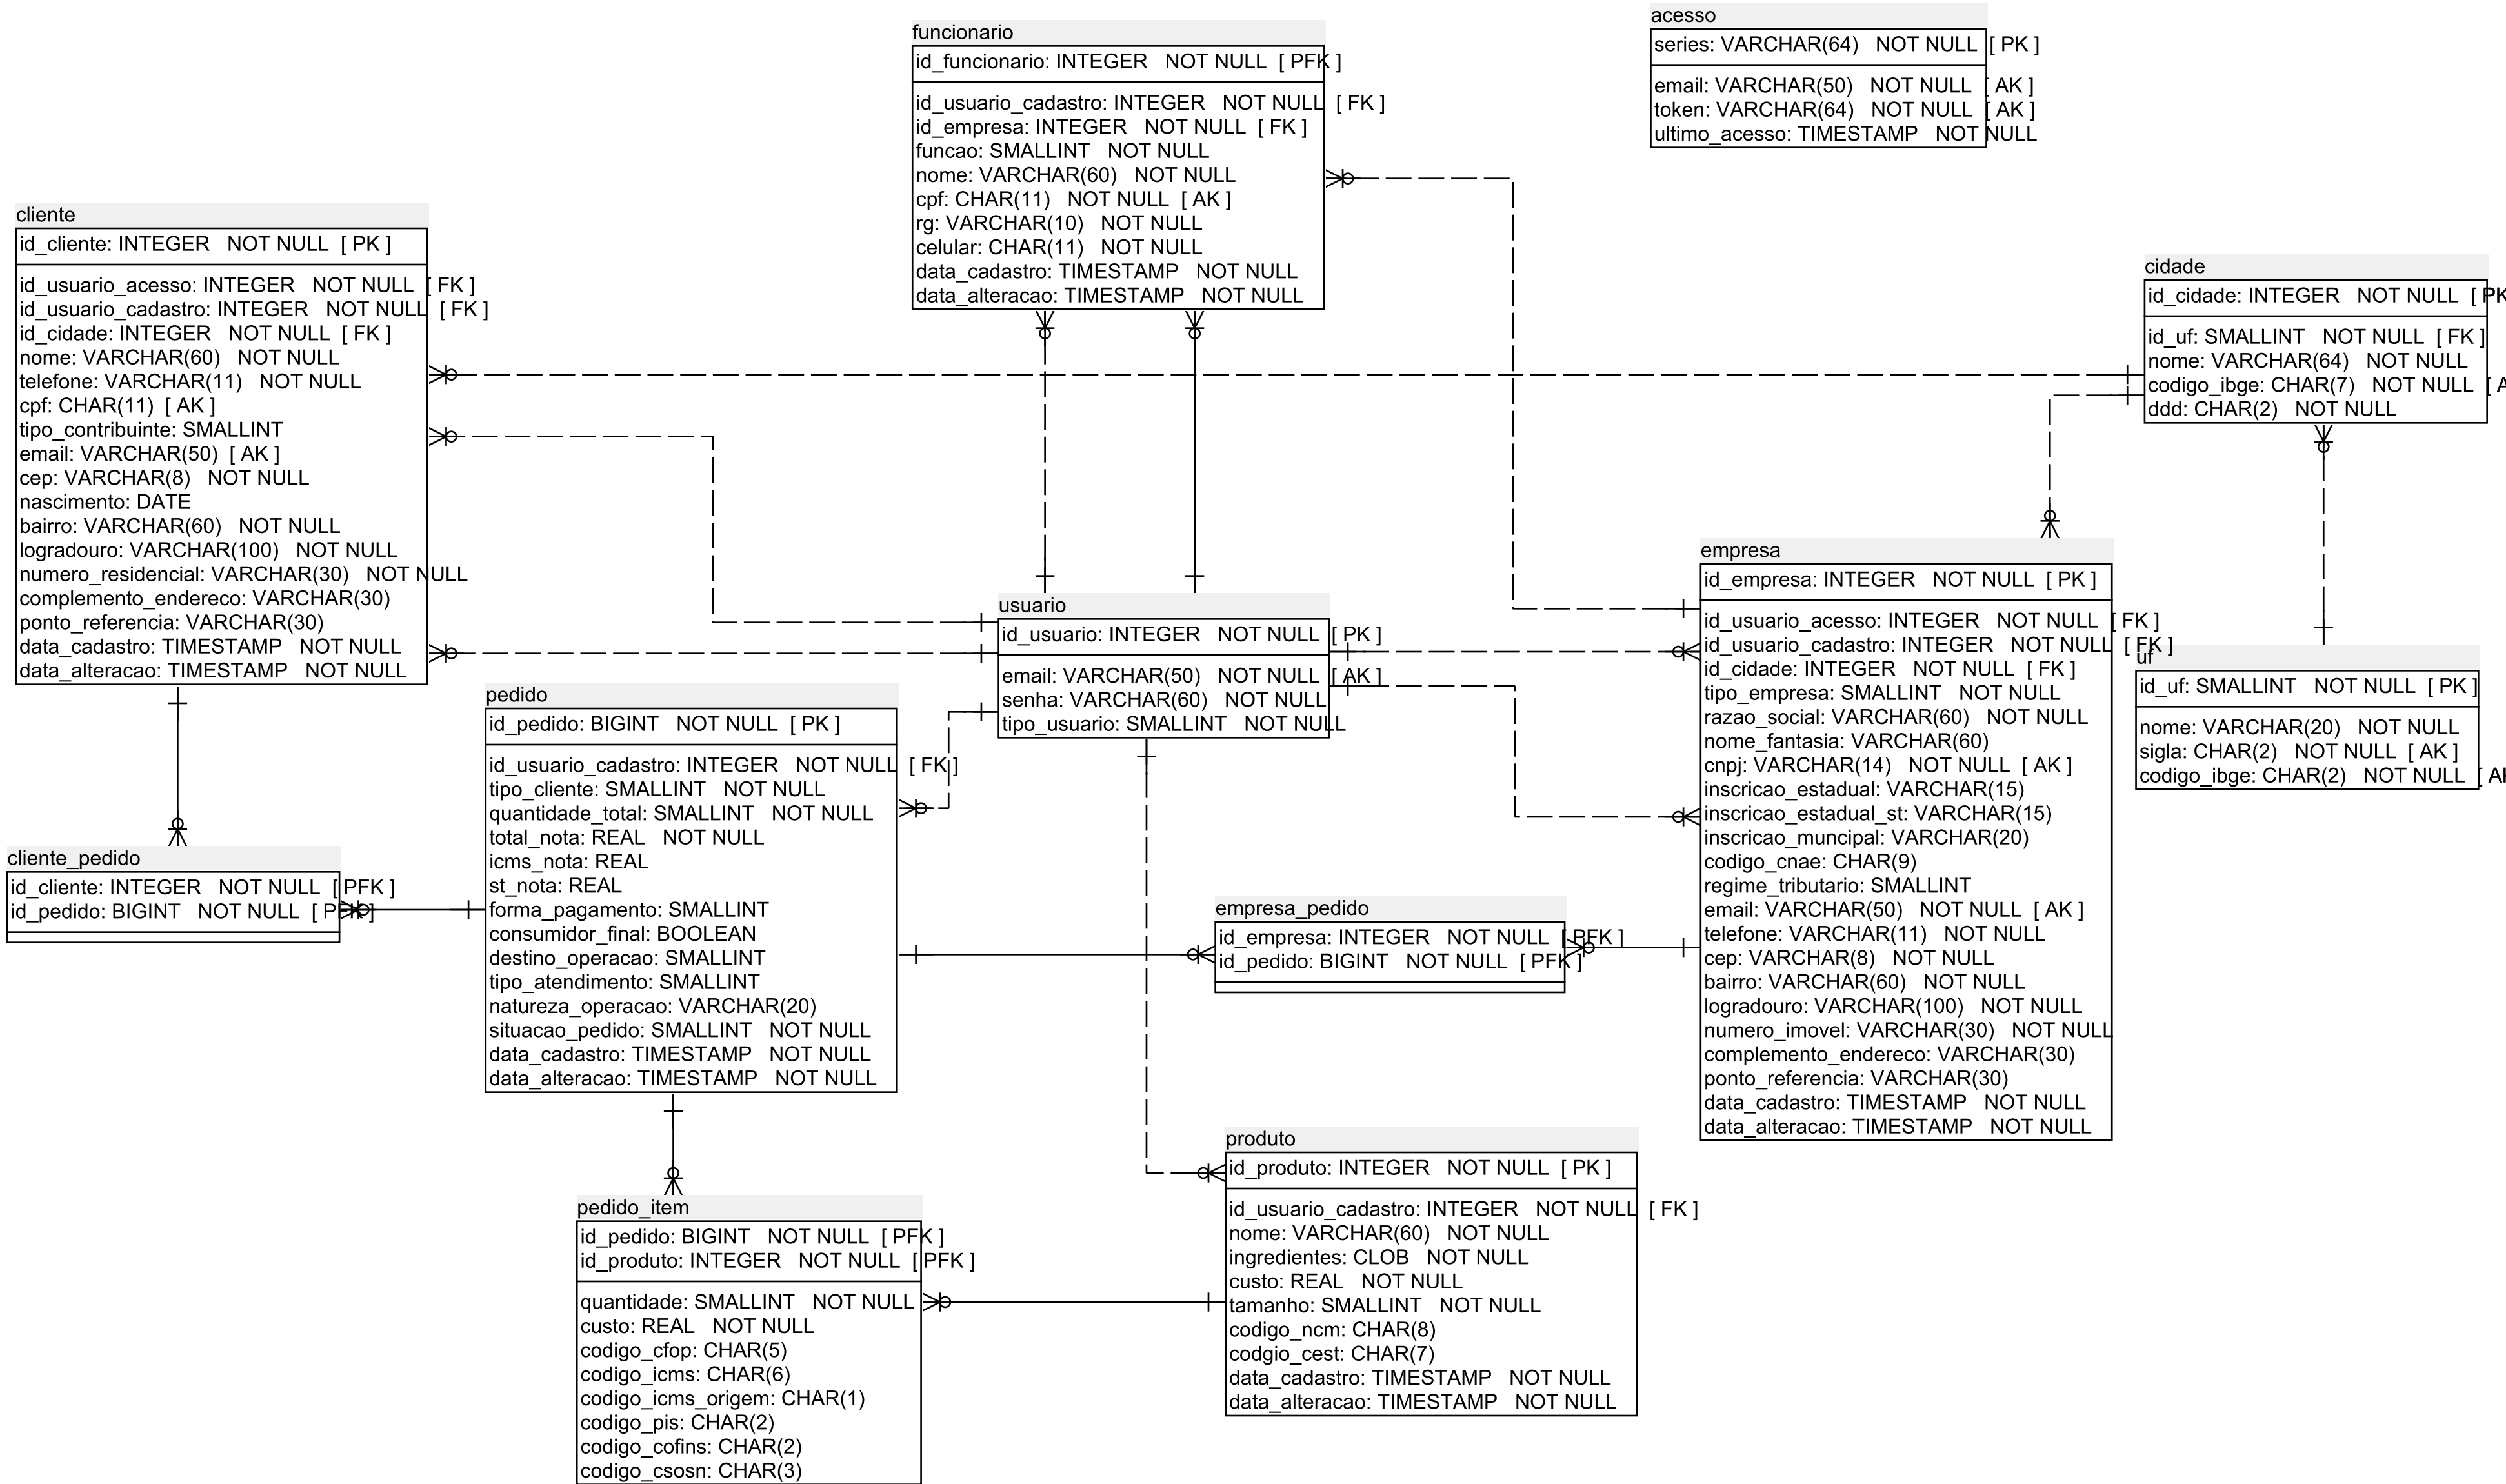 acesso
series: VARCHAR(64) NOT NULL [ PK ]
email: VARCHAR(50) NOT NULL [ AK ]
token: VARCHAR(64) NOT NULL [ AK ]
ultimo_acesso: TIMESTAMP NOT NULL
funcionario
id_funcionario: INTEGER NOT NULL [ PFK ]
id_usuario_cadastro: INTEGER NOT NULL [ FK ]
id_empresa: INTEGER NOT NULL [ FK ]
funcao: SMALLINT NOT NULL
nome: VARCHAR(60) NOT NULL
cpf: CHAR(11) NOT NULL [ AK ]
rg: VARCHAR(10) NOT NULL
celular: CHAR(11) NOT NULL
data_cadastro: TIMESTAMP NOT NULL
data_alteracao: TIMESTAMP NOT NULL
cliente
id_cliente: INTEGER NOT NULL [ PK ]
id_usuario_acesso: INTEGER NOT NULL [ FK ]
id_usuario_cadastro: INTEGER NOT NULL [ FK ]
id_cidade: INTEGER NOT NULL [ FK ]
nome: VARCHAR(60) NOT NULL
telefone: VARCHAR(11) NOT NULL
cpf: CHAR(11) [ AK ]
tipo_contribuinte: SMALLINT
email: VARCHAR(50) [ AK ]
cep: VARCHAR(8) NOT NULL
nascimento: DATE
bairro: VARCHAR(60) NOT NULL
logradouro: VARCHAR(100) NOT NULL
numero_residencial: VARCHAR(30) NOT NULL
complemento_endereco: VARCHAR(30)
ponto_referencia: VARCHAR(30)
data_cadastro: TIMESTAMP NOT NULL
data_alteracao: TIMESTAMP NOT NULL
cidade
id_cidade: INTEGER NOT NULL [ PK
id_uf: SMALLINT NOT NULL [ FK ]
nome: VARCHAR(64) NOT NULL
codigo_ibge: CHAR(7) NOT NULL [ A
ddd: CHAR(2) NOT NULL
usuario
id_usuario: INTEGER NOT NULL [ PK ]
email: VARCHAR(50) NOT NULL [ AK ]
senha: VARCHAR(60) NOT NULL
tipo_usuario: SMALLINT NOT NULL
empresa
id_empresa: INTEGER NOT NULL [ PK ]
id_usuario_acesso: INTEGER NOT NULL [ FK ]
id_usuario_cadastro: INTEGER NOT NULL [ FK ]
id_cidade: INTEGER NOT NULL [ FK ]
tipo_empresa: SMALLINT NOT NULL
razao_social: VARCHAR(60) NOT NULL
nome_fantasia: VARCHAR(60)
cnpj: VARCHAR(14) NOT NULL [ AK ]
inscricao_estadual: VARCHAR(15)
inscricao_estadual_st: VARCHAR(15)
inscricao_muncipal: VARCHAR(20)
codigo_cnae: CHAR(9)
regime_tributario: SMALLINT
email: VARCHAR(50) NOT NULL [ AK ]
telefone: VARCHAR(11) NOT NULL
cep: VARCHAR(8) NOT NULL
bairro: VARCHAR(60) NOT NULL
logradouro: VARCHAR(100) NOT NULL
numero_imovel: VARCHAR(30) NOT NULL
complemento_endereco: VARCHAR(30)
ponto_referencia: VARCHAR(30)
data_cadastro: TIMESTAMP NOT NULL
data_alteracao: TIMESTAMP NOT NULL
uf
id_uf: SMALLINT NOT NULL [ PK ]
nome: VARCHAR(20) NOT NULL
sigla: CHAR(2) NOT NULL [ AK ]
codigo_ibge: CHAR(2) NOT NULL [ AK
pedido
id_pedido: BIGINT NOT NULL [ PK ]
id_usuario_cadastro: INTEGER NOT NULL [ FK ]
tipo_cliente: SMALLINT NOT NULL
quantidade_total: SMALLINT NOT NULL
total_nota: REAL NOT NULL
icms_nota: REAL
st_nota: REAL
forma_pagamento: SMALLINT
consumidor_final: BOOLEAN
destino_operacao: SMALLINT
tipo_atendimento: SMALLINT
natureza_operacao: VARCHAR(20)
situacao_pedido: SMALLINT NOT NULL
data_cadastro: TIMESTAMP NOT NULL
data_alteracao: TIMESTAMP NOT NULL
cliente_pedido
id_cliente: INTEGER NOT NULL [ PFK ]
id_pedido: BIGINT NOT NULL [ PFK ]
empresa_pedido
id_empresa: INTEGER NOT NULL [ PFK ]
id_pedido: BIGINT NOT NULL [ PFK ]
produto
id_produto: INTEGER NOT NULL [ PK ]
id_usuario_cadastro: INTEGER NOT NULL [ FK ]
nome: VARCHAR(60) NOT NULL
ingredientes: CLOB NOT NULL
custo: REAL NOT NULL
tamanho: SMALLINT NOT NULL
codigo_ncm: CHAR(8)
codgio_cest: CHAR(7)
data_cadastro: TIMESTAMP NOT NULL
data_alteracao: TIMESTAMP NOT NULL
pedido_item
id_pedido: BIGINT NOT NULL [ PFK ]
id_produto: INTEGER NOT NULL [ PFK ]
quantidade: SMALLINT NOT NULL
custo: REAL NOT NULL
codigo_cfop: CHAR(5)
codigo_icms: CHAR(6)
codigo_icms_origem: CHAR(1)
codigo_pis: CHAR(2)
codigo_cofins: CHAR(2)
codigo_csosn: CHAR(3)